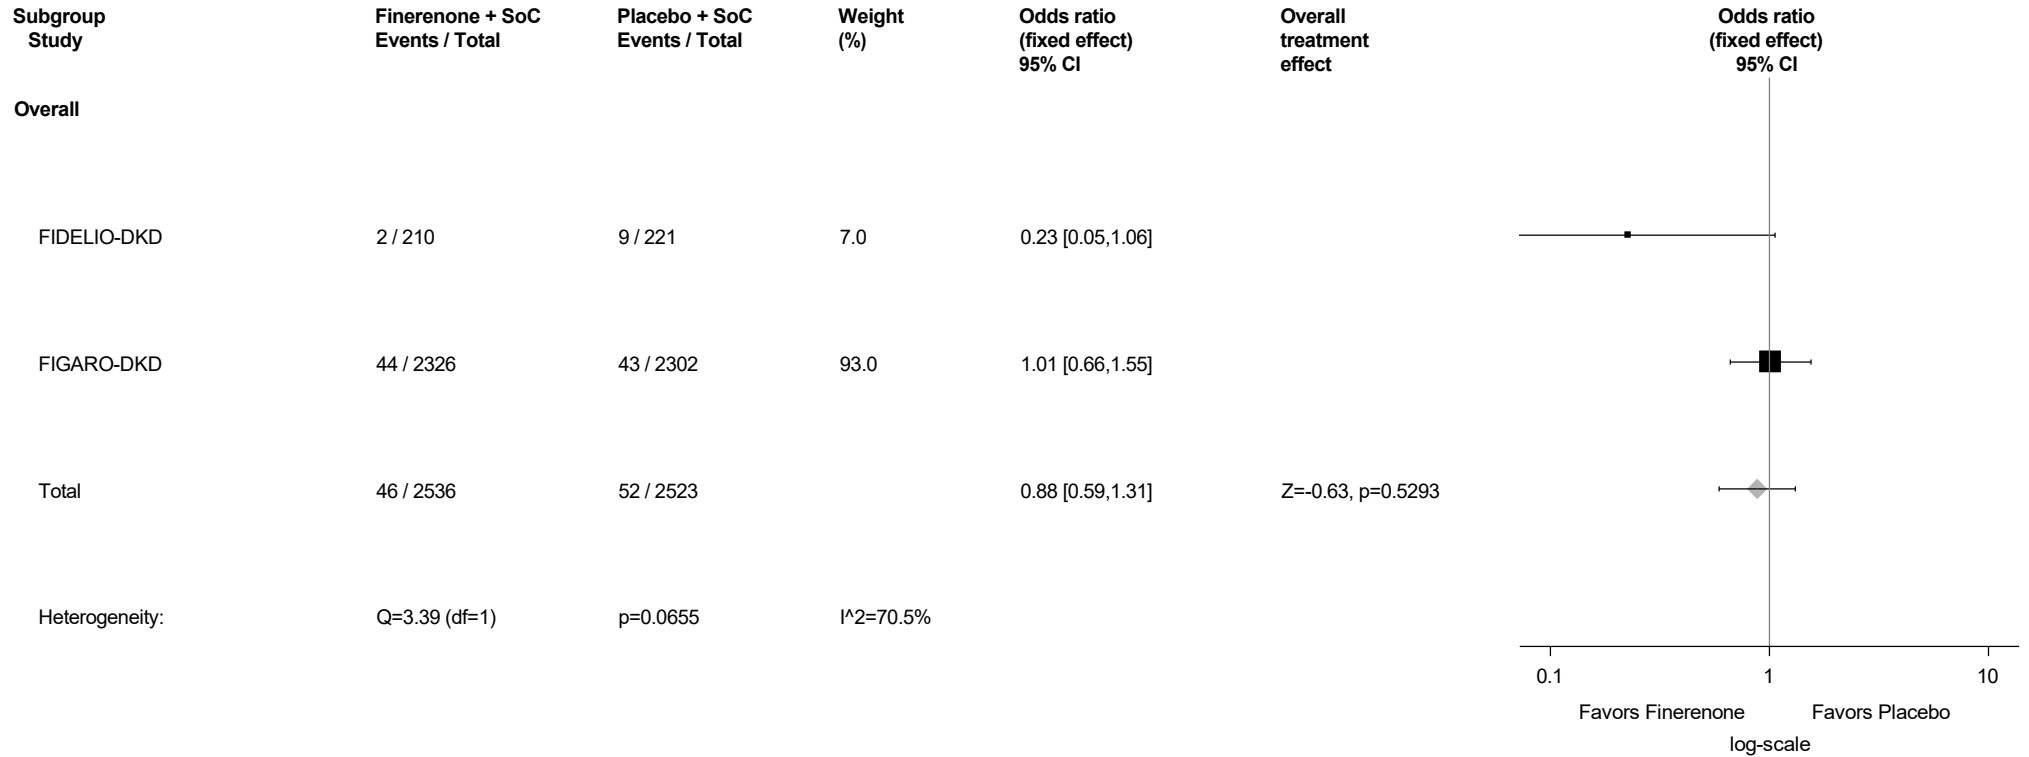 Subgroup Finerenone + SoC Placebo + SoC Weight Odds ratio Overall Odds ratio
Study Events / Total Events / Total (%) (fixed effect) treatment (fixed effect)
95% CI effect 95% CI
Overall
FIDELIO-DKD 2 / 210 9 / 221 7.0 0.23 [0.05,1.06]
FIGARO-DKD 44 / 2326 43 / 2302 93.0 1.01 [0.66,1.55]
Total 46 / 2536 52 / 2523 0.88 [0.59,1.31] Z=-0.63, p=0.5293
Heterogeneity: Q=3.39 (df=1) p=0.0655 I^2=70.5%
0.1 1 10
Favors Finerenone Favors Placebo
log-scale